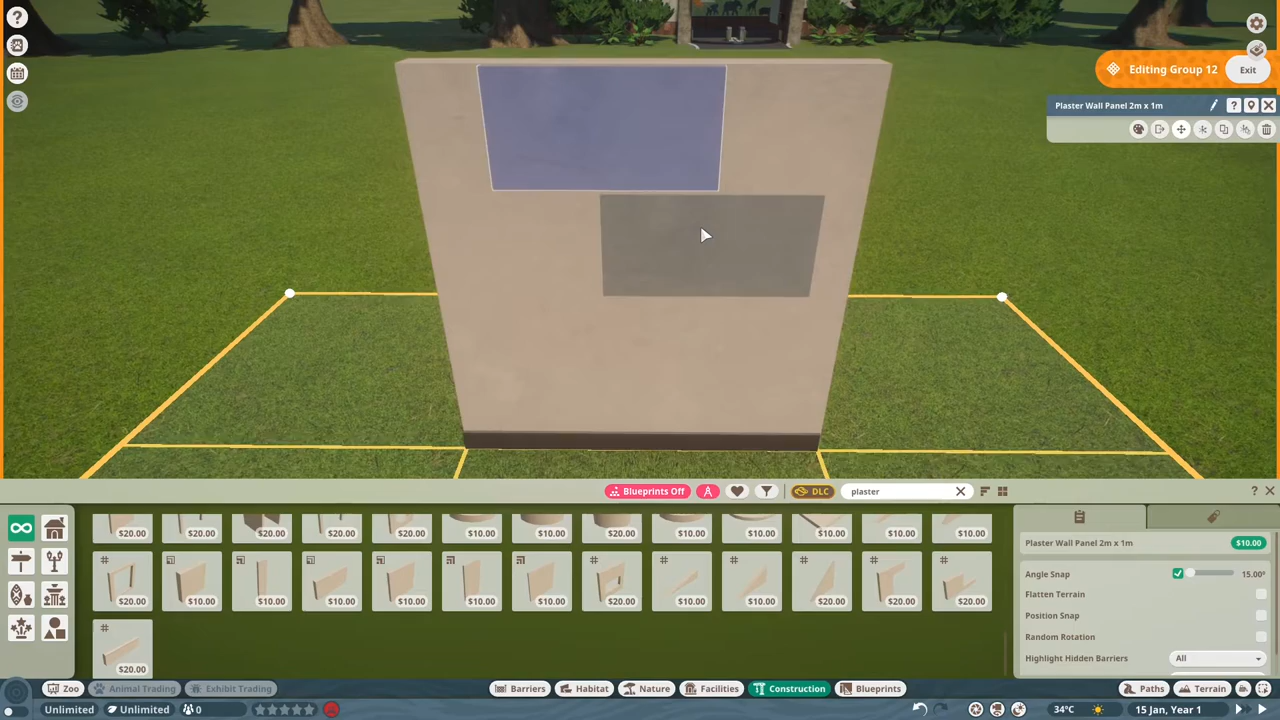 Editing Group 12
Exit
Plaster Wall Panel 2m x 1m
?
Blueprints Off
DLC
plaster
?
$20.00 $20.00 $20.00 $20.00 $20.00 $10.00 $10.00 $20.00 $10.00 $10.00 $20.00 $10.00 $10.00
$20.00 $10.00 $10.00 $10.00 $10.00 $10.00 $10.00 $20.00 $10.00 $10.00 $20.00 $20.00 $20.00
$20.00
Plaster Wall Panel 2m x 1m $10.00
Angle Snap 15.00°
Flatten Terrain
Position Snap
Random Rotation
Highlight Hidden Barriers All
Zoo Animal Trading Exhibit Trading Barriers Habitat Nature Facilities Construction Blueprints Paths Terrain
Unlimited Unlimited 0 34°C 15 Jan, Year 1